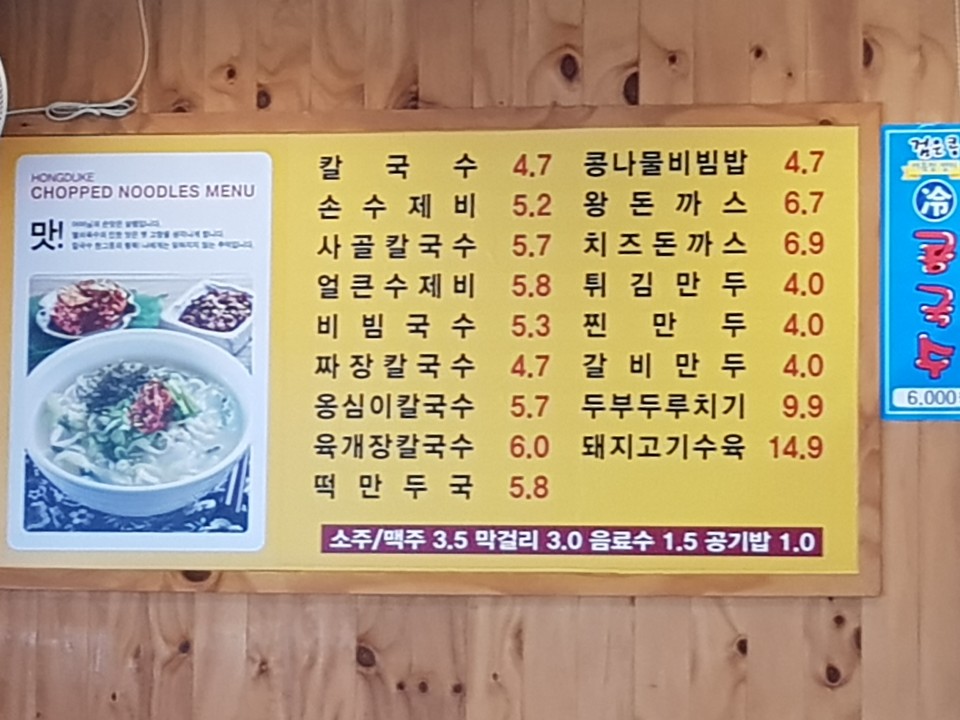 HONGDUKE
CHOPPED NOODLES MENU
맛!
칼국수 4.7
손수제비 5.2
사골칼국수 5.7
얼큰수제비 5.8
비빔국수 5.3
짜장칼국수 4.7
옹심이칼국수 5.7
육개장칼국수 6.0
떡만두국 5.8
콩나물비빔밥 4.7
왕돈까스 6.7
치즈돈까스 6.9
튀김만두 4.0
찐만두 4.0
갈비만두 4.0
두부두루치기 9.9
돼지고기수육 14.9
소주/맥주 3.5 막걸리 3.0 음료수 1.5 공기밥 1.0
검은콩
冷
6,000